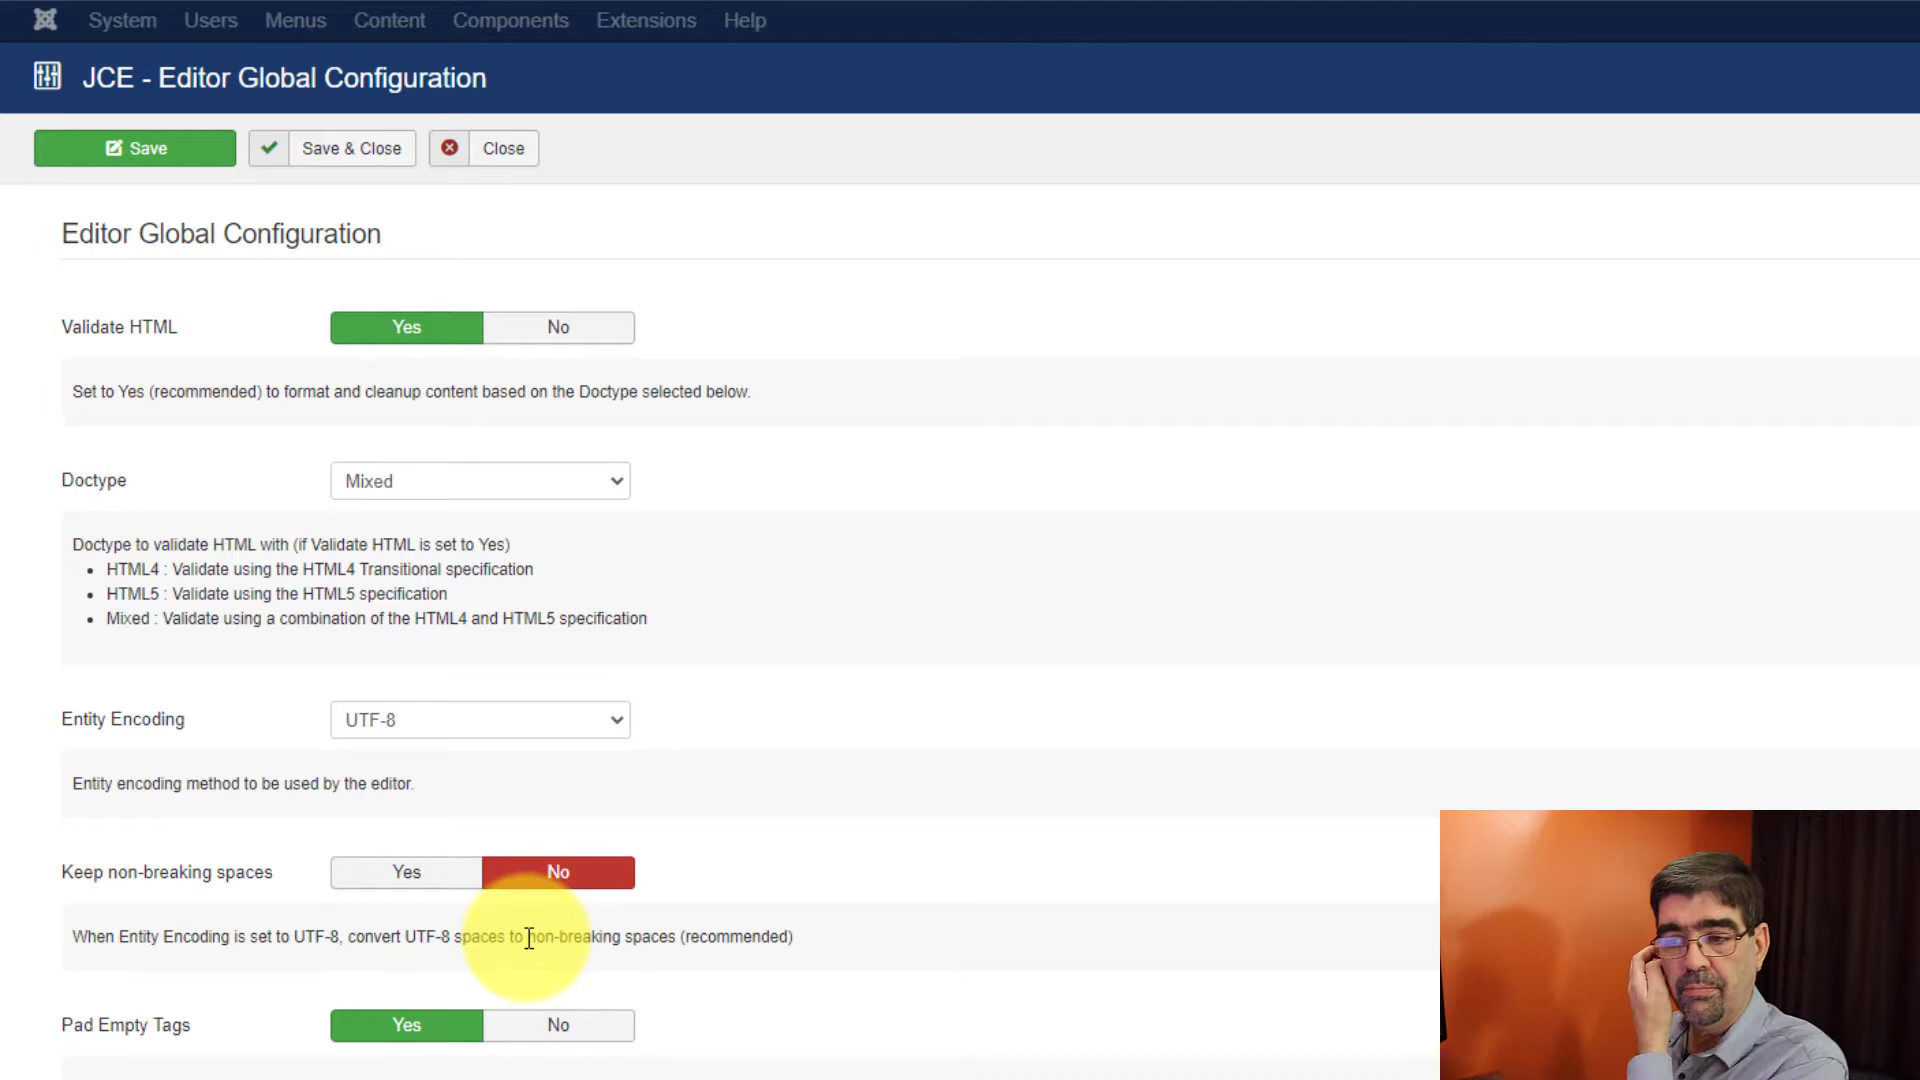 System Users Menus Content Components Extensions Help
JCE - Editor Global Configuration
Save Save & Close Close
Editor Global Configuration
Validate HTML Yes No
Set to Yes (recommended) to format and cleanup content based on the Doctype selected below.
Doctype Mixed
Doctype to validate HTML with (if Validate HTML is set to Yes)
• HTML4 : Validate using the HTML4 Transitional specification
• HTML5 : Validate using the HTML5 specification
• Mixed : Validate using a combination of the HTML4 and HTML5 specification
Entity Encoding UTF-8
Entity encoding method to be used by the editor.
Keep non-breaking spaces Yes No
When Entity Encoding is set to UTF-8, convert UTF-8 spaces to non-breaking spaces (recommended)
Pad Empty Tags Yes No